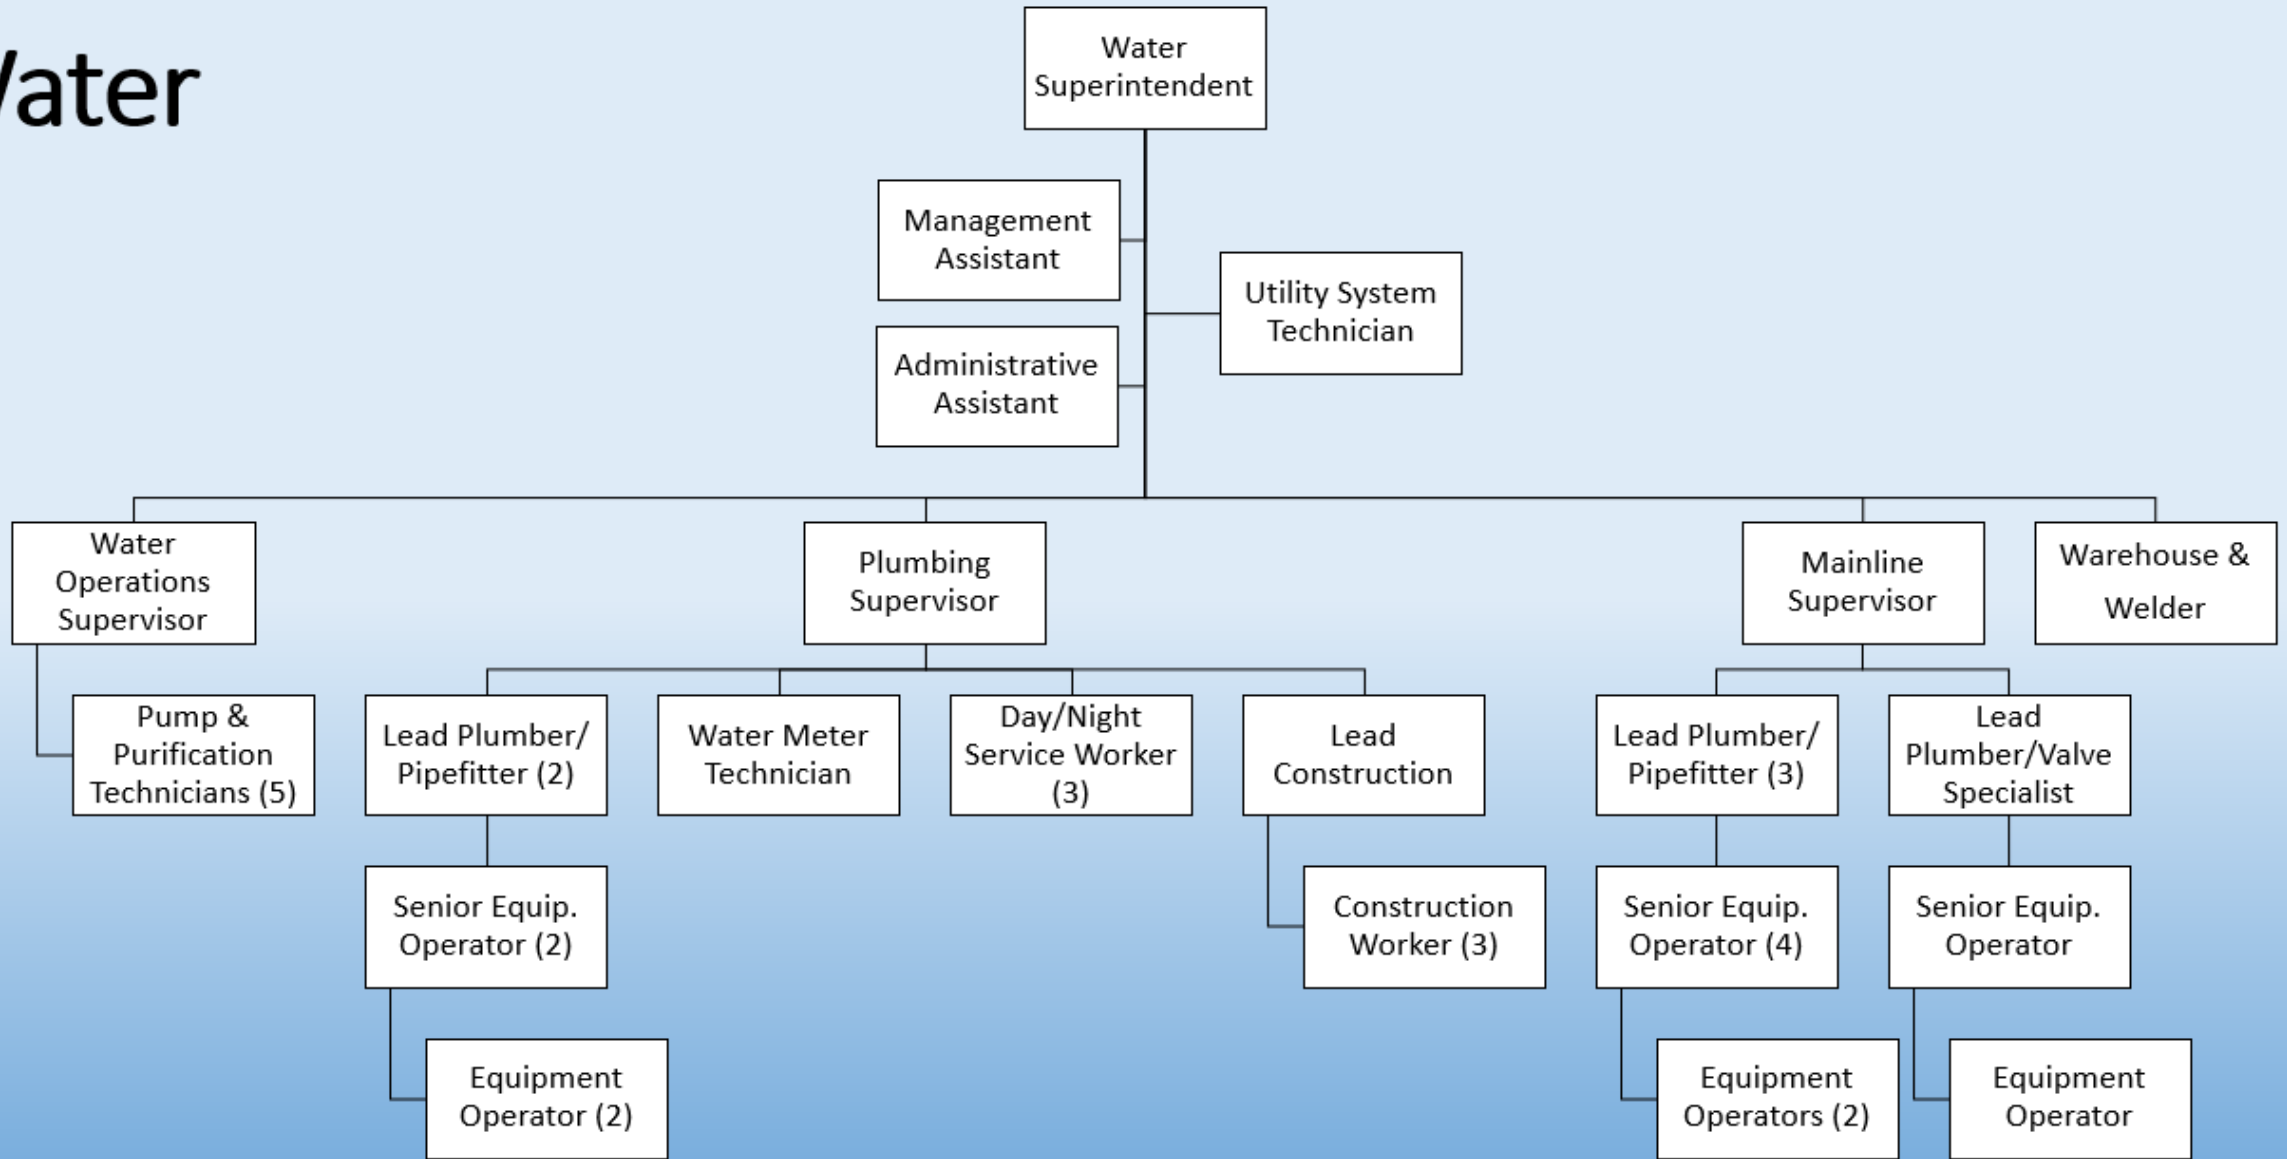 Water
Superintendent
Management
Assistant
Utility System
Technician
Administrative
Assistant
Water
Operations
Supervisor
Plumbing
Supervisor
Mainline
Supervisor
Warehouse &
Welder
Pump &
Purification
Technicians (5)
Lead Plumber/
Pipefitter (2)
Water Meter
Technician
Day/Night
Service Worker
(3)
Lead
Construction
Lead Plumber/
Pipefitter (3)
Lead
Plumber/Valve
Specialist
Senior Equip.
Operator (2)
Construction
Worker (3)
Senior Equip.
Operator (4)
Senior Equip.
Operator
Equipment
Operator (2)
Equipment
Operators (2)
Equipment
Operator